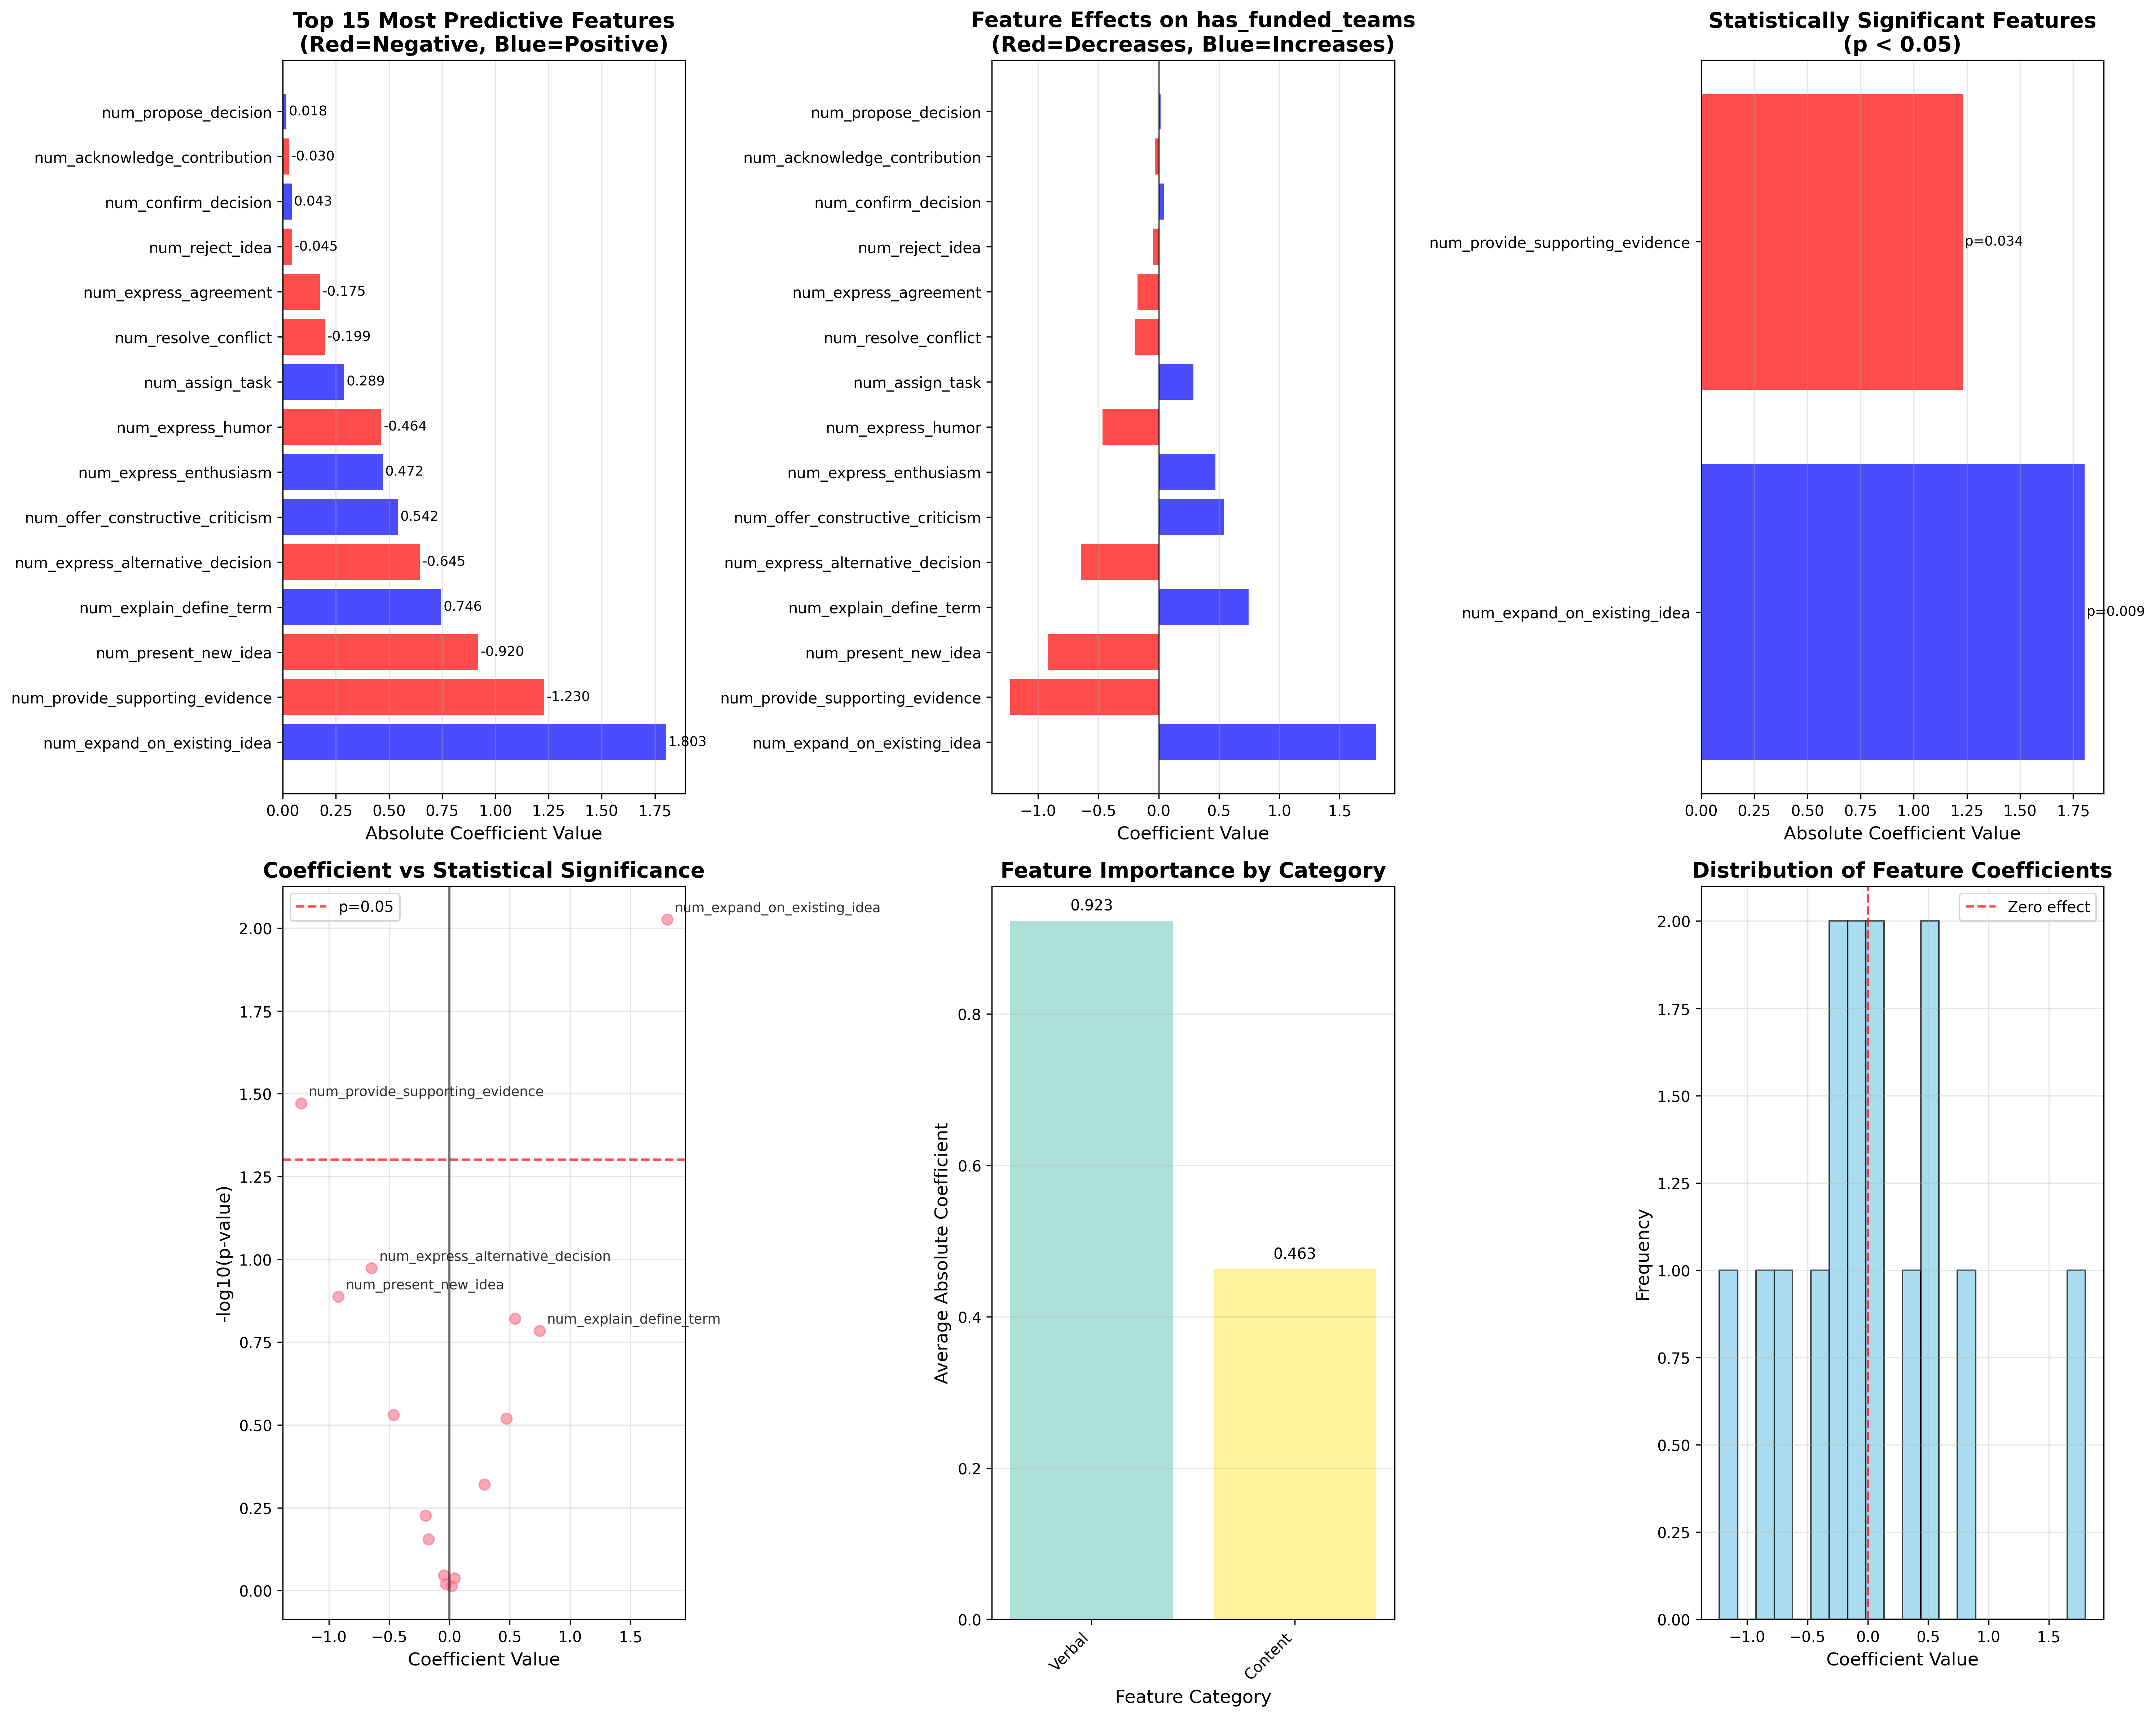 Top 15 Most Predictive Features
(Red=Negative, Blue=Positive)
num_propose_decision
0.018
num_acknowledge_contribution
-0.030
num_confirm_decision
0.043
num_reject_idea
-0.045
num_express_agreement
-0.175
num_resolve_conflict
-0.199
num_assign_task
0.289
num_express_humor
-0.464
num_express_enthusiasm
0.472
num_offer_constructive_criticism
0.542
num_express_alternative_decision
-0.645
num_explain_define_term
0.746
num_present_new_idea
-0.920
num_provide_supporting_evidence
-1.230
num_expand_on_existing_idea
1.803
0.00 0.25 0.50 0.75 1.00 1.25 1.50 1.75
Absolute Coefficient Value
Feature Effects on has_funded_teams
(Red=Decreases, Blue=Increases)
num_propose_decision
num_acknowledge_contribution
num_confirm_decision
num_reject_idea
num_express_agreement
num_resolve_conflict
num_assign_task
num_express_humor
num_express_enthusiasm
num_offer_constructive_criticism
num_express_alternative_decision
num_explain_define_term
num_present_new_idea
num_provide_supporting_evidence
num_expand_on_existing_idea
−1.0 −0.5 0.0 0.5 1.0 1.5
Coefficient Value
Statistically Significant Features
(p < 0.05)
num_provide_supporting_evidence
p=0.034
num_expand_on_existing_idea
p=0.009
0.00 0.25 0.50 0.75 1.00 1.25 1.50 1.75
Absolute Coefficient Value
Coefficient vs Statistical Significance
p=0.05
num_expand_on_existing_idea
num_provide_supporting_evidence
num_express_alternative_decision
num_present_new_idea
num_explain_define_term
2.00
1.75
1.50
1.25
1.00
0.75
0.50
0.25
0.00
-log10(p-value)
−1.0 −0.5 0.0 0.5 1.0 1.5
Coefficient Value
Feature Importance by Category
0.923
0.463
0.8
0.6
0.4
0.2
0.0
Average Absolute Coefficient
Verbal
Content
Feature Category
Distribution of Feature Coefficients
Zero effect
2.00
1.75
1.50
1.25
1.00
0.75
0.50
0.25
0.00
Frequency
−1.0 −0.5 0.0 0.5 1.0 1.5
Coefficient Value